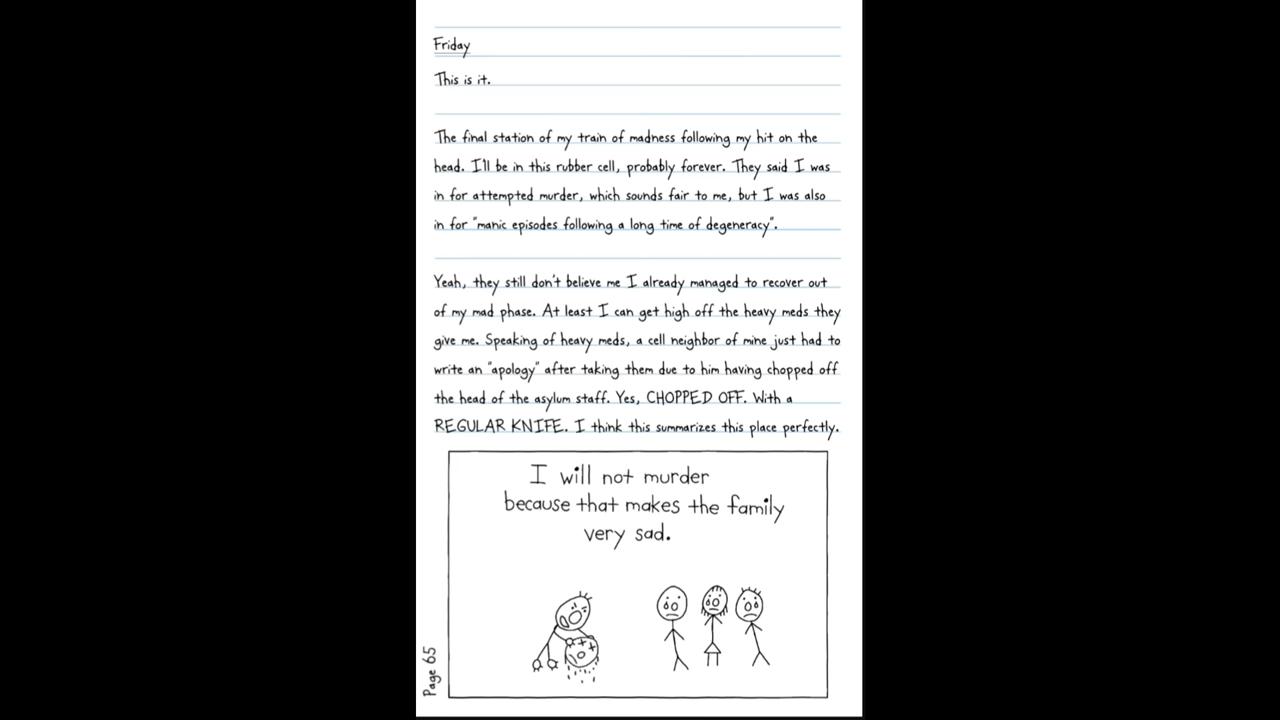 Friday
This is it.
The final station of my train of madness following my hit on the
head. I'll be in this rubber cell, probably forever. They said I was
in for attempted murder, which sounds fair to me, but I was also
in for "manic episodes following a long time of degeneracy".
Yeah, they still don't believe me I already managed to recover out
of my mad phase. At least I can get high off the heavy meds they
give me. Speaking of heavy meds, a cell neighbor of mine just had to
write an "apology" after taking them due to him having chopped off
the head of the asylum staff. Yes, CHOPPED OFF. With a
REGULAR KNIFE. I think this summarizes this place perfectly.
I will not murder
because that makes the family
very sad.
Page 65